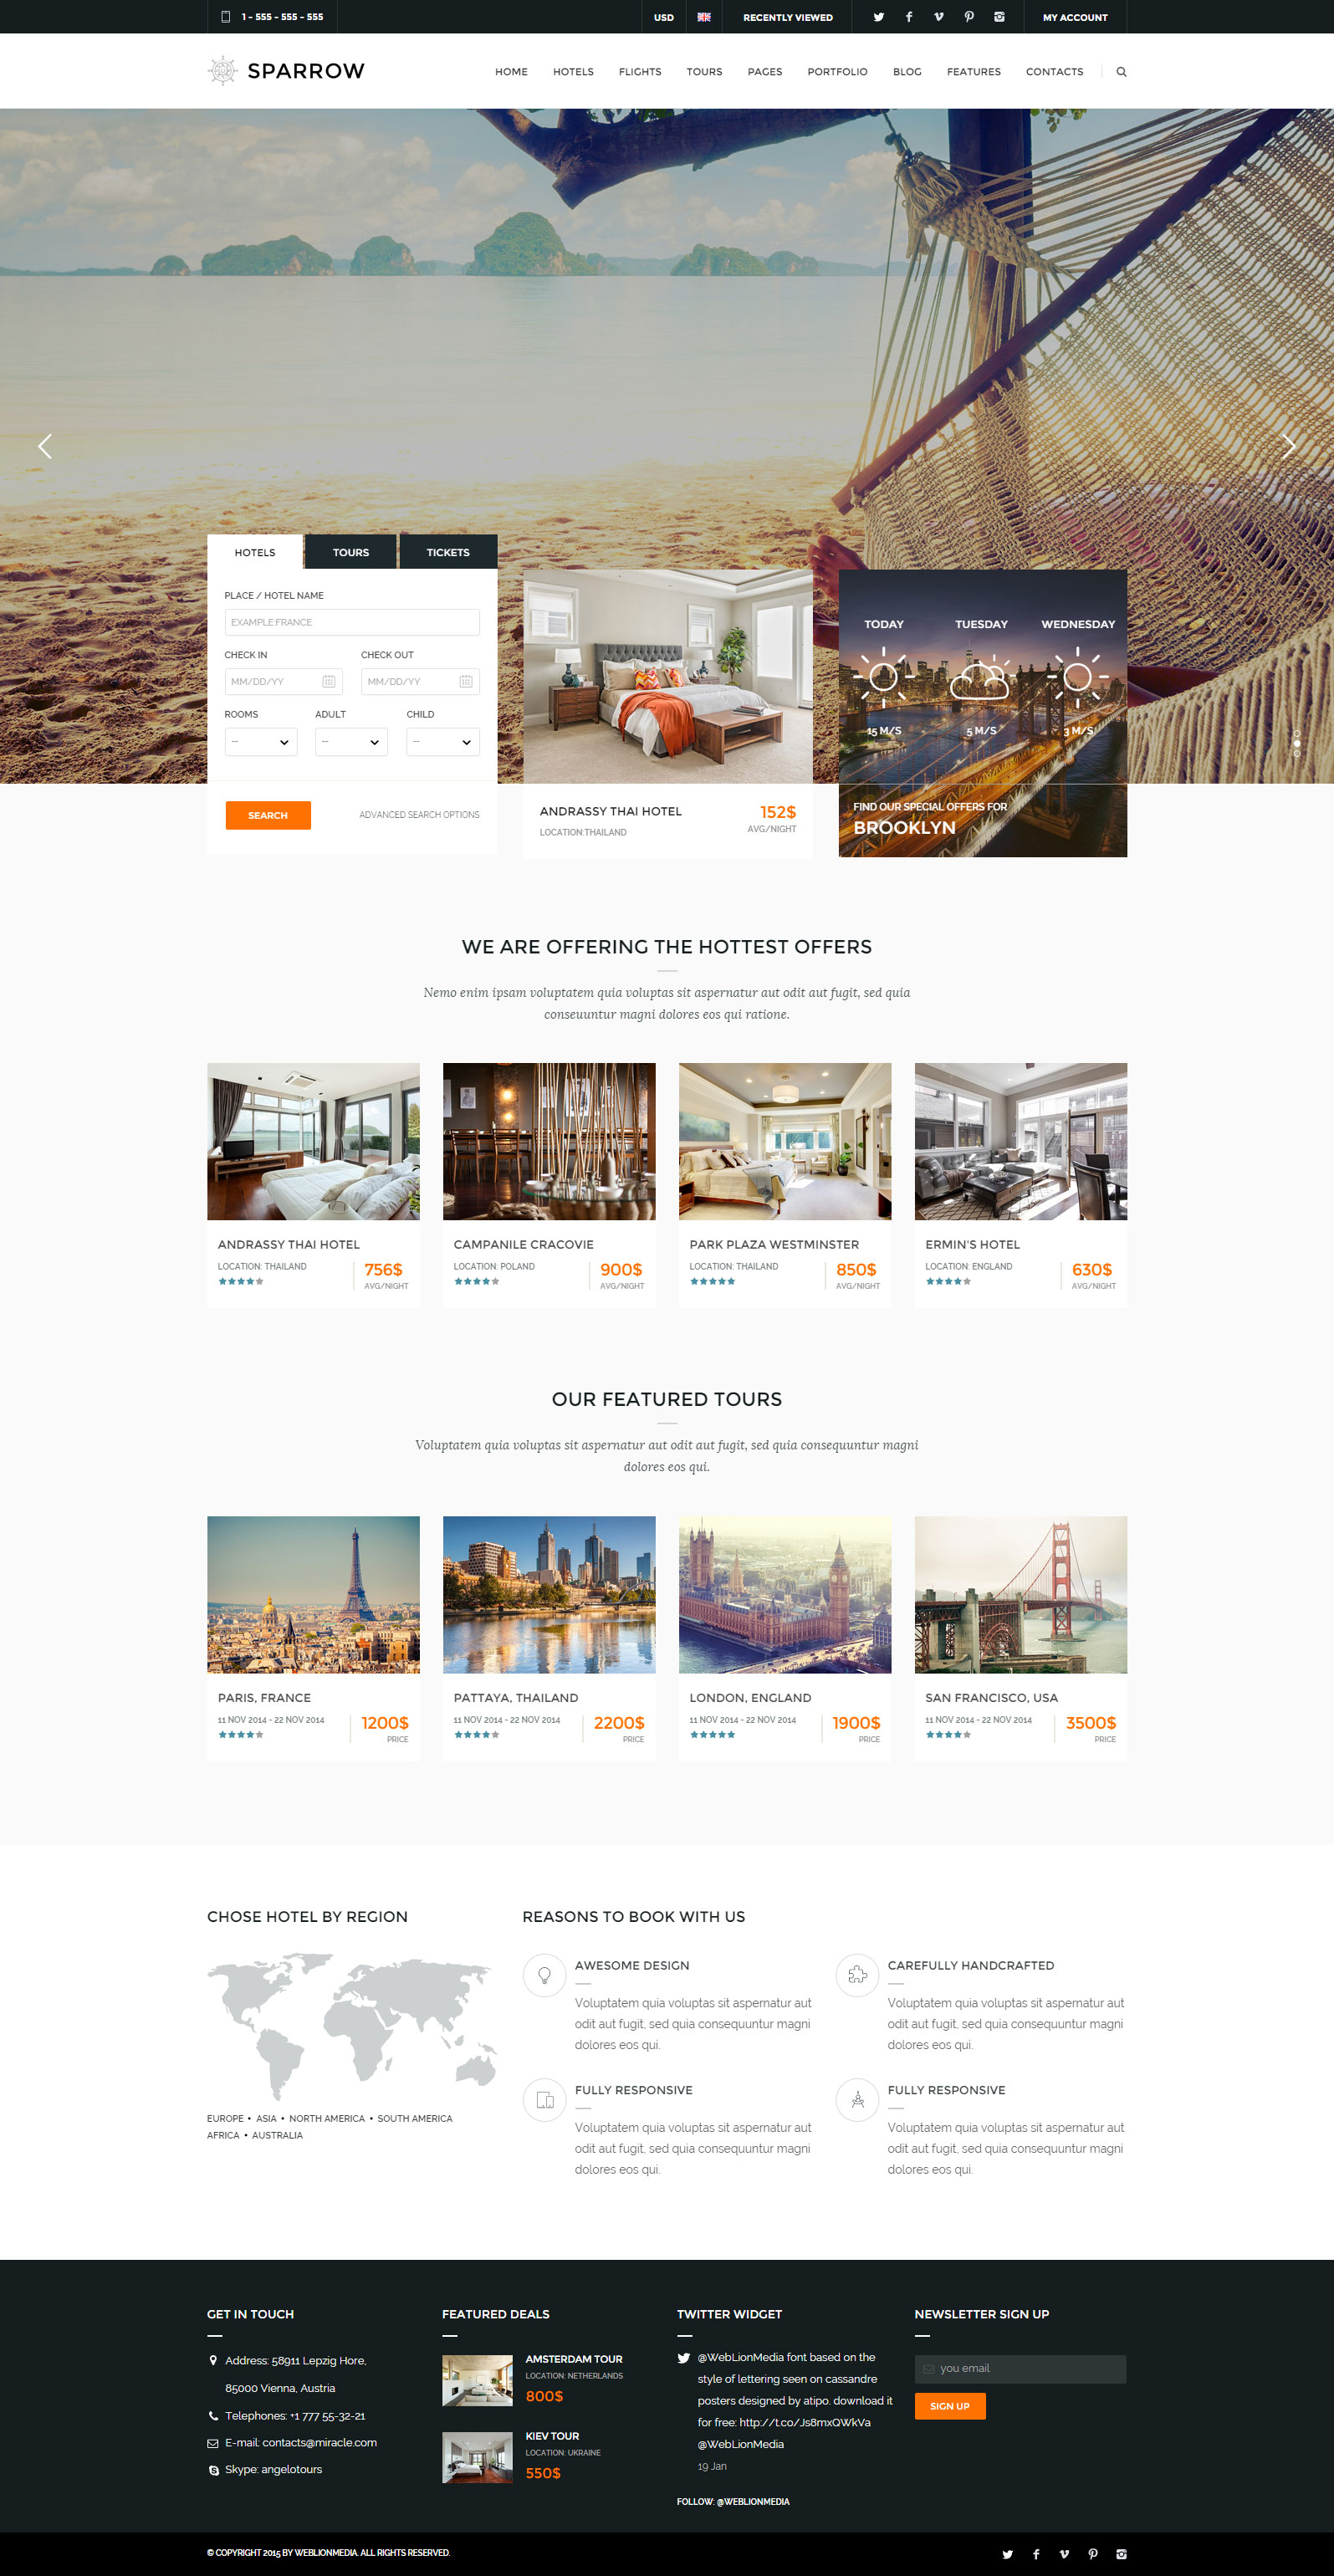 1 - 555 - 555 - 555
USD
RECENTLY VIEWED
MY ACCOUNT
SPARROW
HOME HOTELS FLIGHTS TOURS PAGES PORTFOLIO BLOG FEATURES CONTACTS
HOTELS
TOURS
TICKETS
PLACE / HOTEL NAME
EXAMPLE:FRANCE
CHECK IN
CHECK OUT
MM/DD/YY
MM/DD/YY
ROOMS
ADULT
CHILD
--
--
--
SEARCH
ADVANCED SEARCH OPTIONS
ANDRASSY THAI HOTEL
LOCATION:THAILAND
152$
AVG/NIGHT
TODAY
TUESDAY
WEDNESDAY
15 M/S
5 M/S
3 M/S
FIND OUR SPECIAL OFFERS FOR
BROOKLYN
WE ARE OFFERING THE HOTTEST OFFERS
Nemo enim ipsam voluptatem quia voluptas sit aspernatur aut odit aut fugit, sed quia
conseuuntur magni dolores eos qui ratione.
ANDRASSY THAI HOTEL
LOCATION: THAILAND
756$
AVG/NIGHT
CAMPANILE CRACOVIE
LOCATION: POLAND
900$
AVG/NIGHT
PARK PLAZA WESTMINSTER
LOCATION: THAILAND
850$
AVG/NIGHT
ERMIN'S HOTEL
LOCATION: ENGLAND
630$
AVG/NIGHT
OUR FEATURED TOURS
Voluptatem quia voluptas sit aspernatur aut odit aut fugit, sed quia consequuntur magni
dolores eos qui.
PARIS, FRANCE
11 NOV 2014 - 22 NOV 2014
1200$
PRICE
PATTAYA, THAILAND
11 NOV 2014 - 22 NOV 2014
2200$
PRICE
LONDON, ENGLAND
11 NOV 2014 - 22 NOV 2014
1900$
PRICE
SAN FRANCISCO, USA
11 NOV 2014 - 22 NOV 2014
3500$
PRICE
CHOSE HOTEL BY REGION
EUROPE • ASIA • NORTH AMERICA • SOUTH AMERICA
AFRICA • AUSTRALIA
REASONS TO BOOK WITH US
AWESOME DESIGN
Voluptatem quia voluptas sit aspernatur aut
odit aut fugit, sed quia consequuntur magni
dolores eos qui.
CAREFULLY HANDCRAFTED
Voluptatem quia voluptas sit aspernatur aut
odit aut fugit, sed quia consequuntur magni
dolores eos qui.
FULLY RESPONSIVE
Voluptatem quia voluptas sit aspernatur aut
odit aut fugit, sed quia consequuntur magni
dolores eos qui.
FULLY RESPONSIVE
Voluptatem quia voluptas sit aspernatur aut
odit aut fugit, sed quia consequuntur magni
dolores eos qui.
GET IN TOUCH
Address: 58911 Lepzig Hore,
85000 Vienna, Austria
Telephones: +1 777 55-32-21
E-mail: contacts@miracle.com
Skype: angelotours
FEATURED DEALS
AMSTERDAM TOUR
LOCATION: NETHERLANDS
800$
KIEV TOUR
LOCATION: UKRAINE
550$
TWITTER WIDGET
@WebLionMedia font based on the
style of lettering seen on cassandre
posters designed by atipo. download it
for free: http://t.co/Js8mxQWkVa
@WebLionMedia
19 Jan
FOLLOW: @WEBLIONMEDIA
NEWSLETTER SIGN UP
you email
SIGN UP
© COPYRIGHT 2015 BY WEBLIONMEDIA. ALL RIGHTS RESERVED.